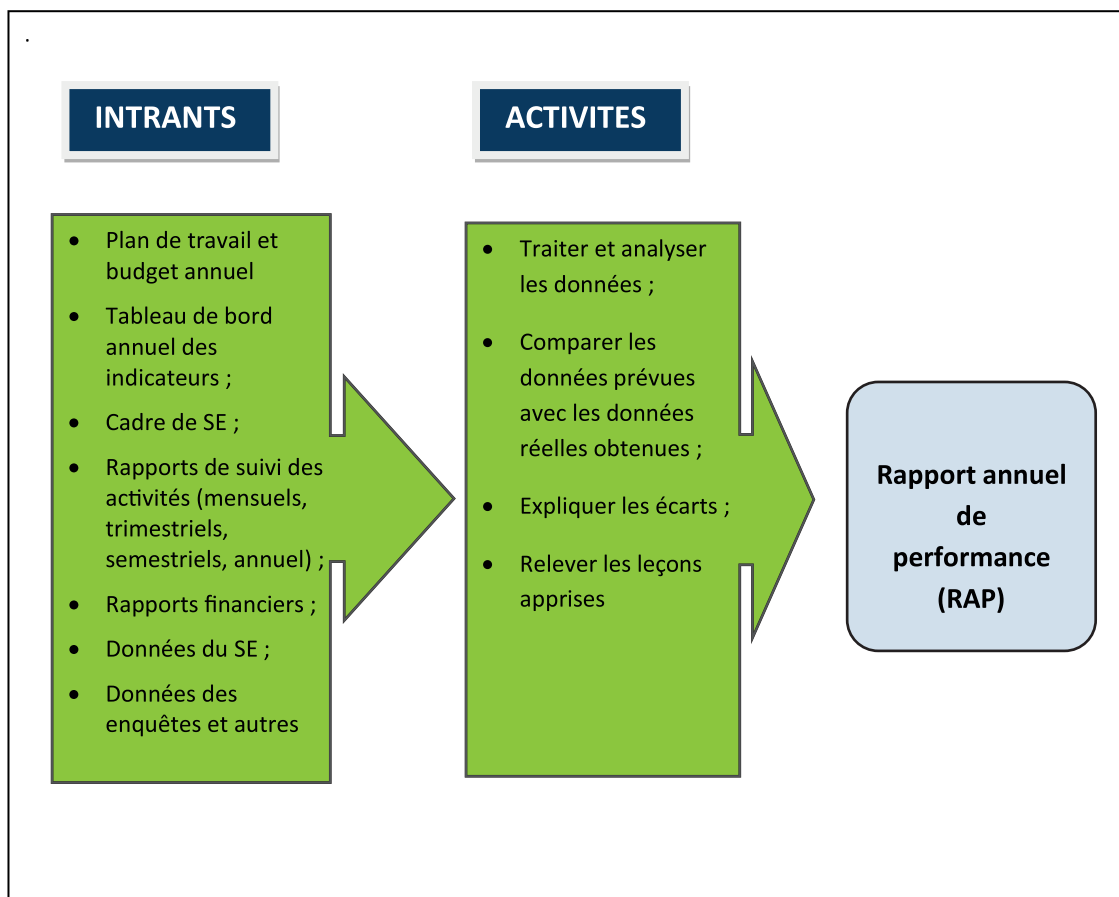 .
INTRANTS
• Plan de travail et
budget annuel
• Tableau de bord
annuel des
indicateurs ;
• Cadre de SE ;
• Rapports de suivi des
activités (mensuels,
trimestriels,
semestriels, annuel) ;
• Rapports financiers ;
• Données du SE ;
• Données des
enquêtes et autres
ACTIVITES
• Traiter et analyser
les données ;
• Comparer les
données prévues
avec les données
réelles obtenues ;
• Expliquer les écarts ;
• Relever les leçons
apprises
Rapport annuel
de
performance
(RAP)